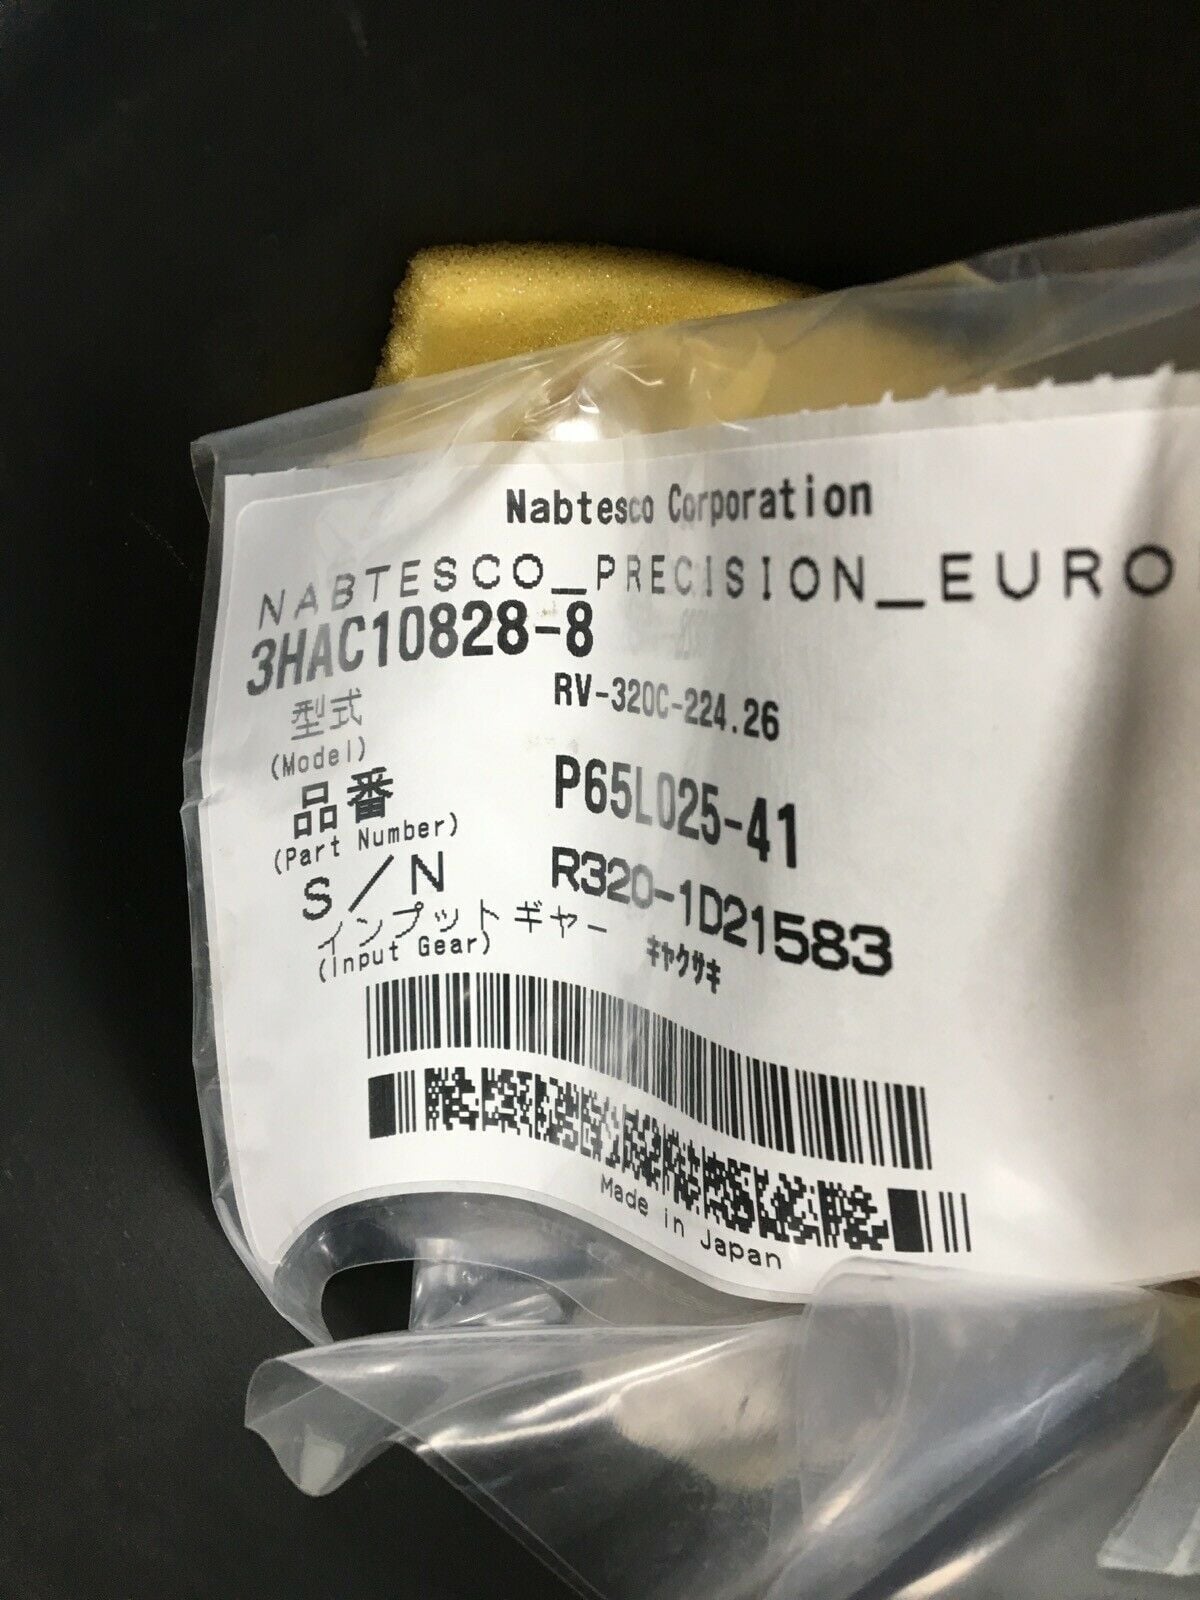 Nabtesco Corporation
NABTESCO_PRECISION_EURO
3HAC10828-8
型式 RV-320C-224.26
(Model)
品番 P65L025-41
(Part Number)
S/N R320-1D21583
インプットギヤー ｷﾔｸｻｷ
(Input Gear)
Made in Japan